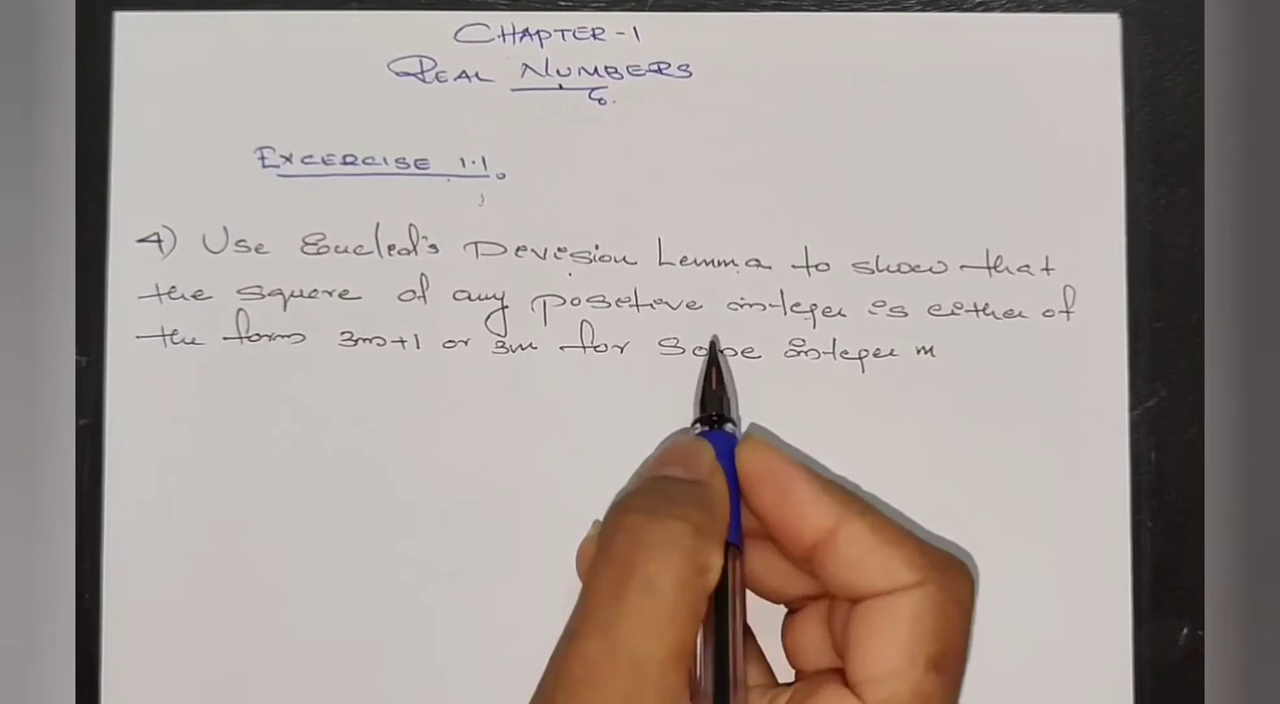 CHAPTER-1
REAL NUMBERS
EXCERCISE 1.1.
4) Use Eucled's Devision Lemma to show that
the square of any positive integer is either of
the form 3m+1 or 3m for some integer m